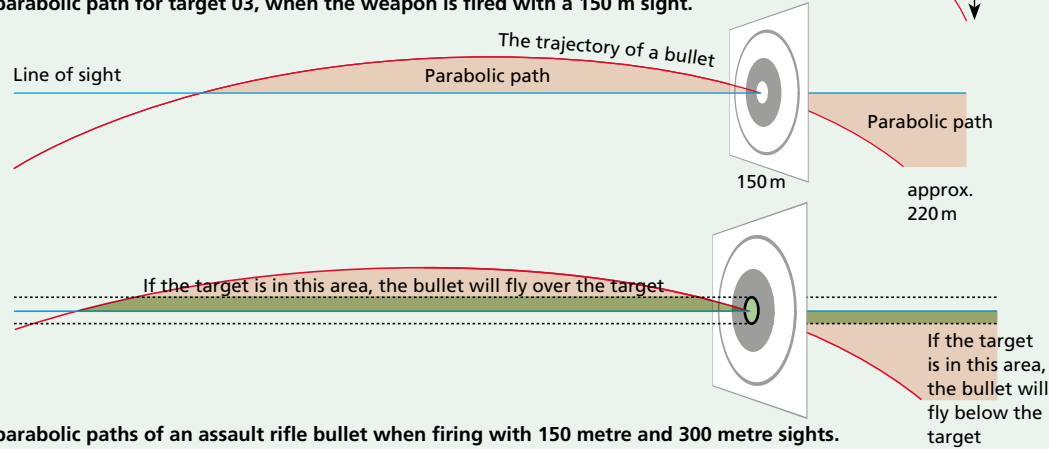 parabolic path for target 03, when the weapon is fired with a 150 m sight.
The trajectory of a bullet
Line of sight
Parabolic path
Parabolic path
150 m
approx.
220 m
If the target is in this area, the bullet will fly over the target
If the target
is in this area,
the bullet will
fly below the
target
parabolic paths of an assault rifle bullet when firing with 150 metre and 300 metre sights.